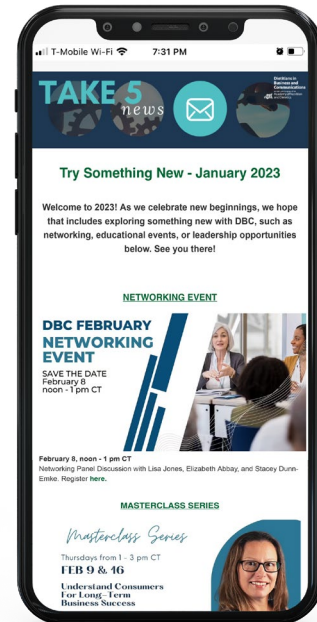 T-Mobile Wi-Fi 7:31 PM
TAKE 5
news
Dietitians in
Business and
Communications
Try Something New - January 2023
Welcome to 2023! As we celebrate new beginnings, we hope
that includes exploring something new with DBC, such as
networking, educational events, or leadership opportunities
below. See you there!
NETWORKING EVENT
DBC FEBRUARY
NETWORKING
EVENT
SAVE THE DATE
February 8
noon - 1 pm CT
February 8, noon - 1 pm CT
Networking Panel Discussion with Lisa Jones, Elizabeth Abbay, and Stacey Dunn-
Emke. Register here.
MASTERCLASS SERIES
Masterclass Series
Thursdays from 1 - 3 pm CT
FEB 9 & 16
Understand Consumers
For Long-Term
Business Success